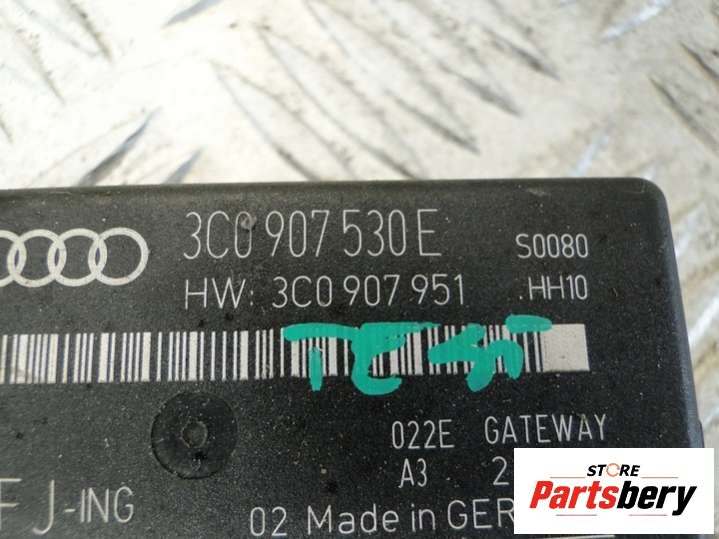 3C0 907 530 E S0080
HW: 3C0 907 951 .HH10
022E GATEWAY
A3 2
F J-ING
02 Made in GER
STORE
Partsbery